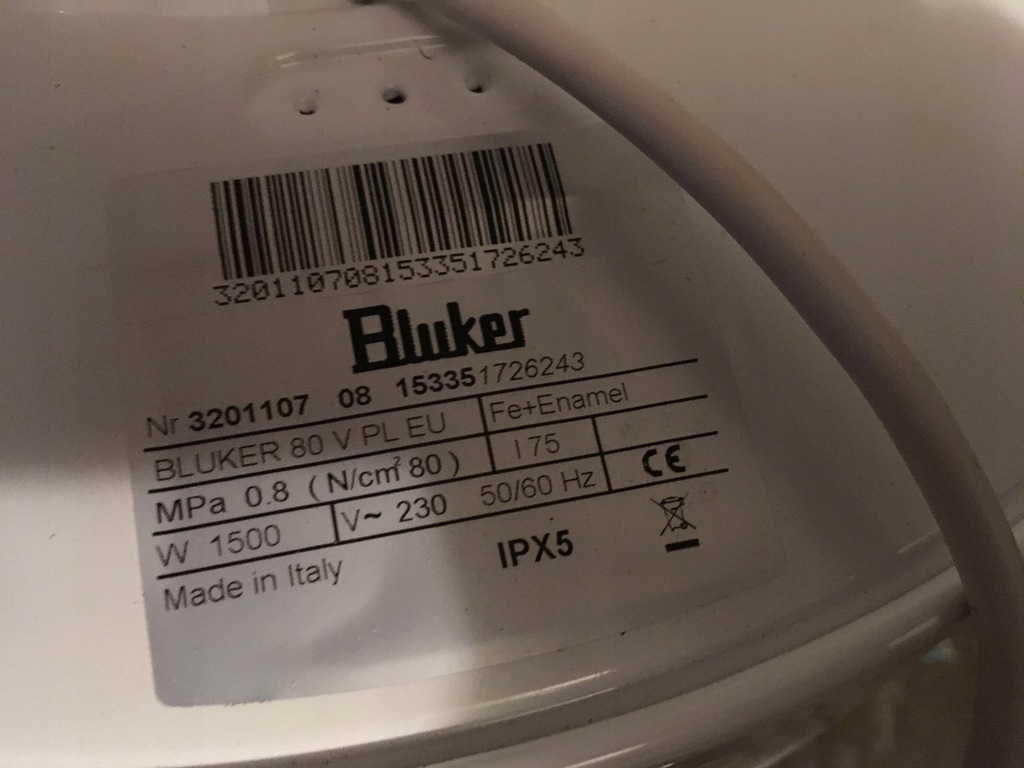 320110708153351726243
Bluker
Nr 3201107 08 153351726243
BLUKER 80 V PL EU Fe+Enamel
MPa 0.8 (N/cm² 80) l 75
W 1500 V~ 230 50/60 Hz CE
Made in Italy IPX5